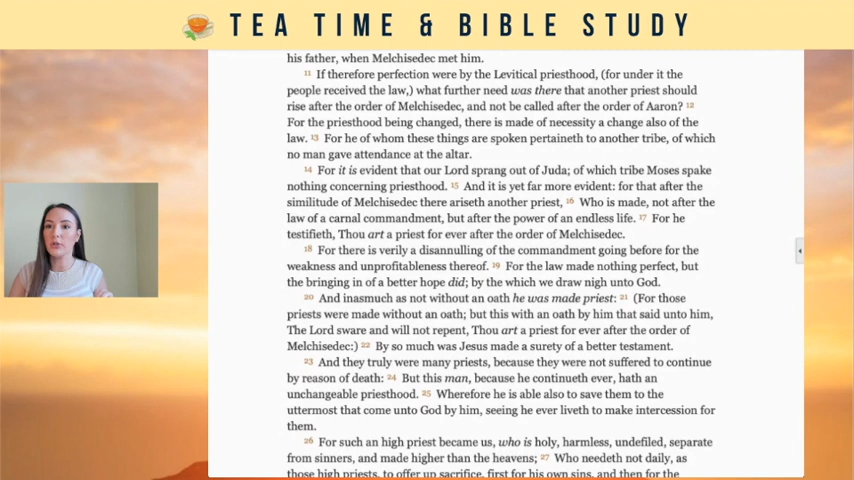 TEA TIME & BIBLE STUDY
his father, when Melchisedec met him.
11 If therefore perfection were by the Levitical priesthood, (for under it the
people received the law,) what further need was there that another priest should
rise after the order of Melchisedec, and not be called after the order of Aaron? 12
For the priesthood being changed, there is made of necessity a change also of the
law. 13 For he of whom these things are spoken pertaineth to another tribe, of which
no man gave attendance at the altar.
14 For it is evident that our Lord sprang out of Juda; of which tribe Moses spake
nothing concerning priesthood. 15 And it is yet far more evident: for that after the
similitude of Melchisedec there ariseth another priest, 16 Who is made, not after the
law of a carnal commandment, but after the power of an endless life. 17 For he
testifieth, Thou art a priest for ever after the order of Melchisedec.
18 For there is verily a disannulling of the commandment going before for the
weakness and unprofitableness thereof. 19 For the law made nothing perfect, but
the bringing in of a better hope did; by the which we draw nigh unto God.
20 And inasmuch as not without an oath he was made priest: 21 (For those
priests were made without an oath; but this with an oath by him that said unto him,
The Lord sware and will not repent, Thou art a priest for ever after the order of
Melchisedec:) 22 By so much was Jesus made a surety of a better testament.
23 And they truly were many priests, because they were not suffered to continue
by reason of death: 24 But this man, because he continueth ever, hath an
unchangeable priesthood. 25 Wherefore he is able also to save them to the
uttermost that come unto God by him, seeing he ever liveth to make intercession for
them.
26 For such an high priest became us, who is holy, harmless, undefiled, separate
from sinners, and made higher than the heavens; 27 Who needeth not daily, as
those high priests, to offer up sacrifice, first for his own sins, and then for the